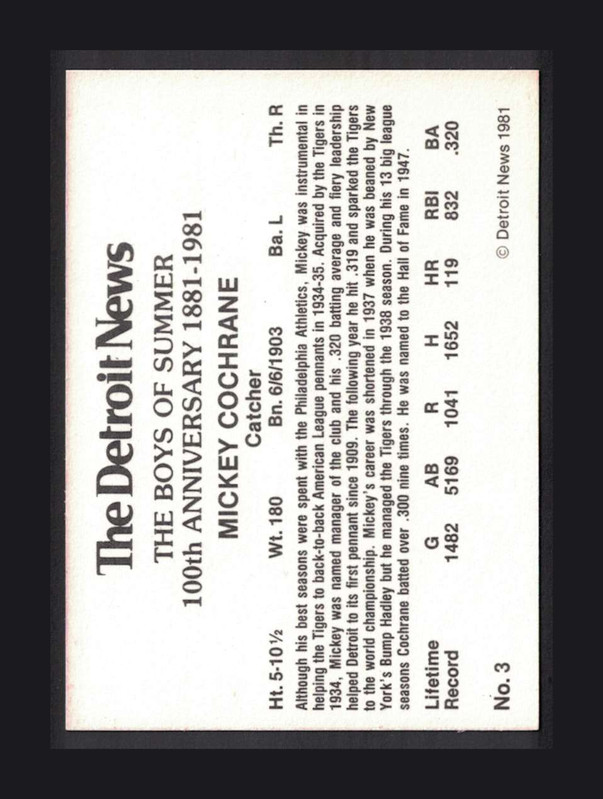 The Detroit News
THE BOYS OF SUMMER
100th ANNIVERSARY 1881-1981
MICKEY COCHRANE
Catcher
Ht. 5-10½ Wt. 180 Bn. 6/6/1903 Ba. L Th. R
Although his best seasons were spent with the Philadelphia Athletics, Mickey was instrumental in
helping the Tigers to back-to-back American League pennants in 1934-35. Acquired by the Tigers in
1934, Mickey was named manager of the club and his .320 batting average and fiery leadership
helped Detroit to its first pennant since 1909. The following year he hit .319 and sparked the Tigers
to the world championship. Mickey's career was shortened in 1937 when he was beaned by New
York's Bump Hadley but he managed the Tigers through the 1938 season. During his 13 big league
seasons Cochrane batted over .300 nine times. He was named to the Hall of Fame in 1947.
Lifetime G AB R H HR RBI BA
Record 1482 5169 1041 1652 119 832 .320
No. 3 © Detroit News 1981